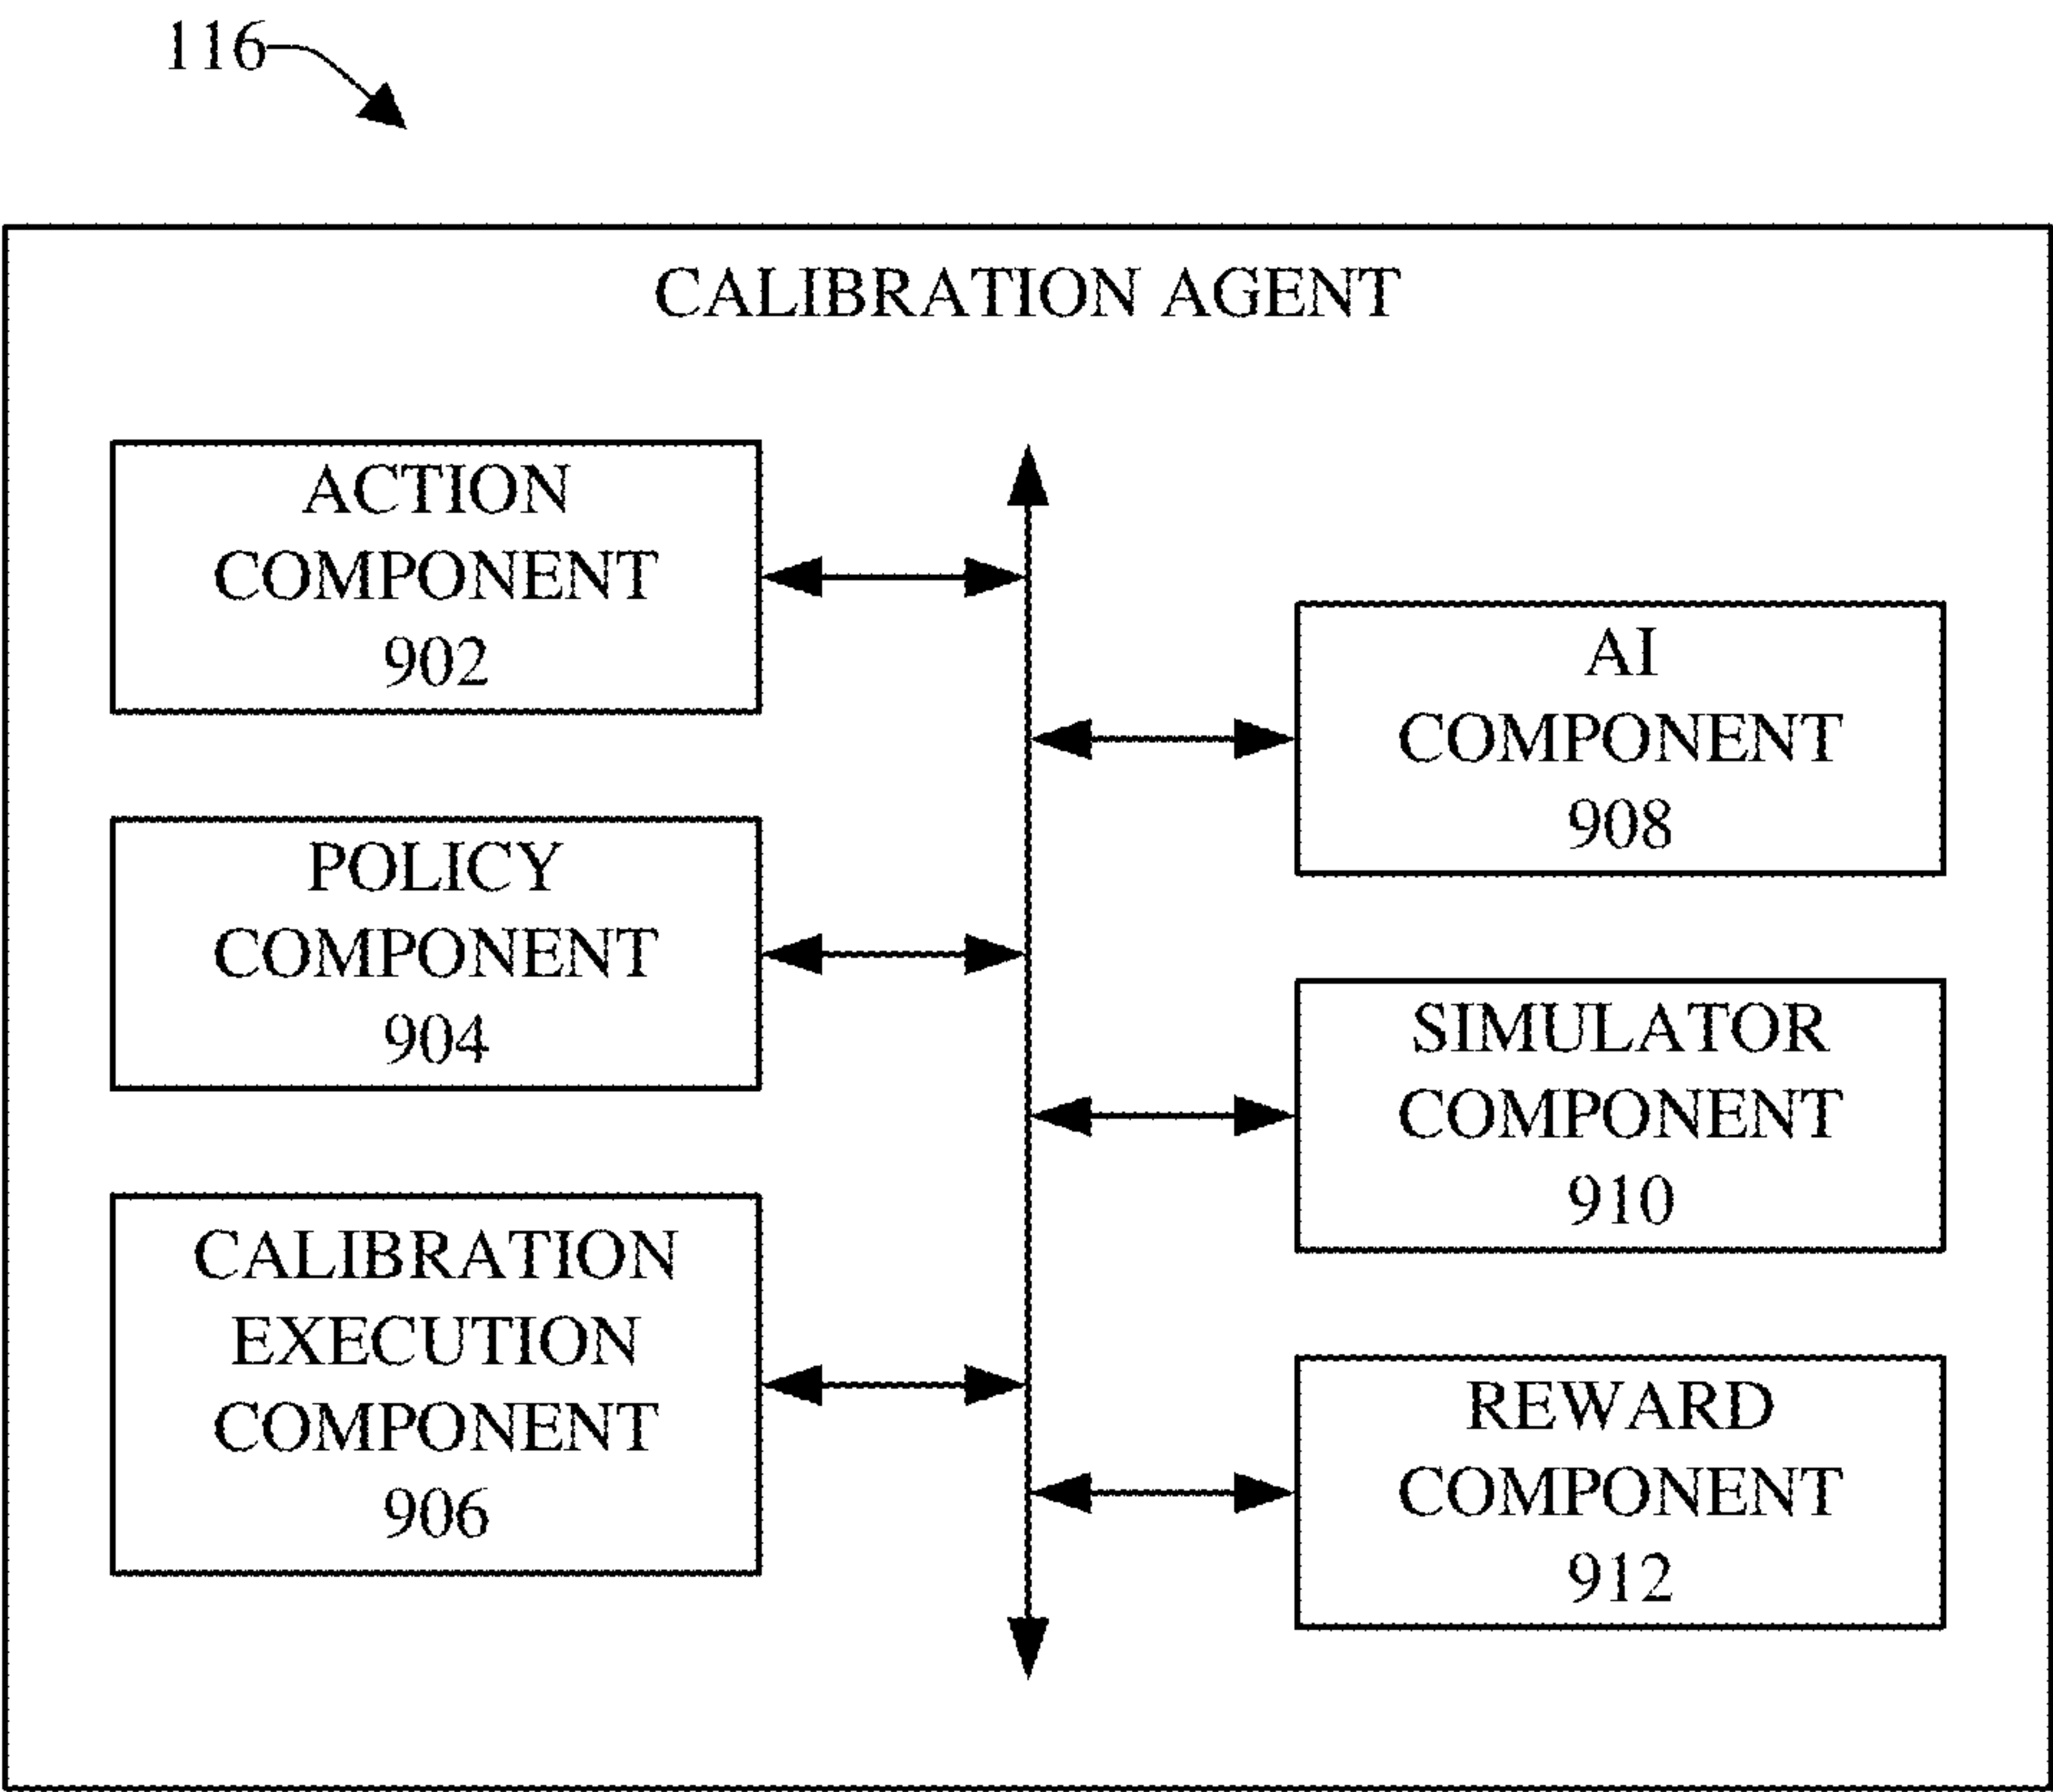 116
CALIBRATION AGENT
ACTION
COMPONENT
902
POLICY
COMPONENT
904
CALIBRATION
EXECUTION
COMPONENT
906
AI
COMPONENT
908
SIMULATOR
COMPONENT
910
REWARD
COMPONENT
912